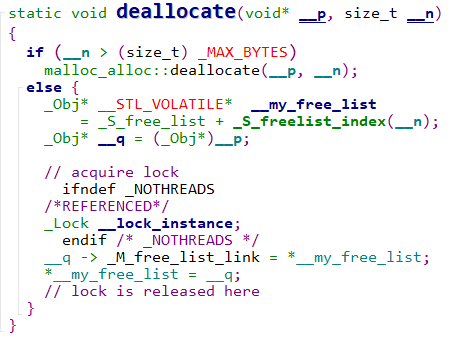 static void deallocate(void* __p, size_t __n)
{
if (__n > (size_t) _MAX_BYTES)
malloc_alloc::deallocate(__p, __n);
else {
_Obj* __STL_VOLATILE* __my_free_list
= _S_free_list + _S_freelist_index(__n);
_Obj* __q = (_Obj*)__p;
// acquire lock
ifndef _NOTHREADS
/*REFERENCED*/
_Lock __lock_instance;
endif /* _NOTHREADS */
__q -> _M_free_list_link = *__my_free_list;
*__my_free_list = __q;
// lock is released here
}
}